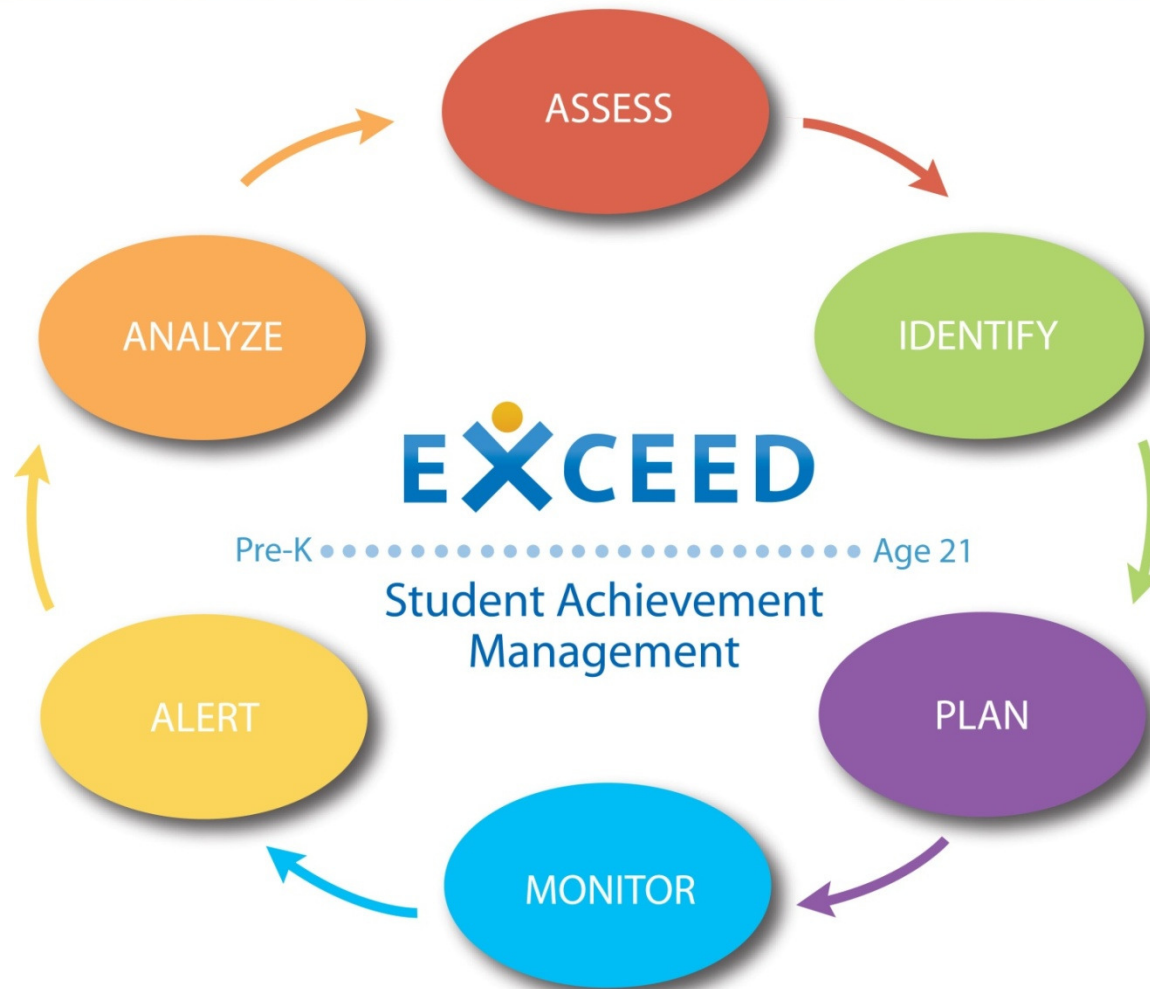 ASSESS
IDENTIFY
PLAN
MONITOR
ALERT
ANALYZE
EXCEED
Pre-K Age 21
Student Achievement
Management